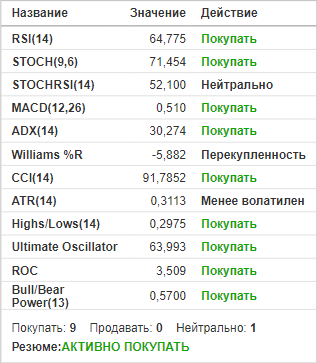 Название Значение Действие
RSI(14) 64,775 Покупать
STOCH(9,6) 71,454 Покупать
STOCHRSI(14) 52,100 Нейтрально
MACD(12,26) 0,510 Покупать
ADX(14) 30,274 Покупать
Williams %R -5,882 Перекупленность
CCI(14) 91,7852 Покупать
ATR(14) 0,3113 Менее волатилен
Highs/Lows(14) 0,2975 Покупать
Ultimate Oscillator 63,993 Покупать
ROC 3,509 Покупать
Bull/Bear
Power(13) 0,5700 Покупать
Покупать: 9 Продавать: 0 Нейтрально: 1
Резюме:АКТИВНО ПОКУПАТЬ